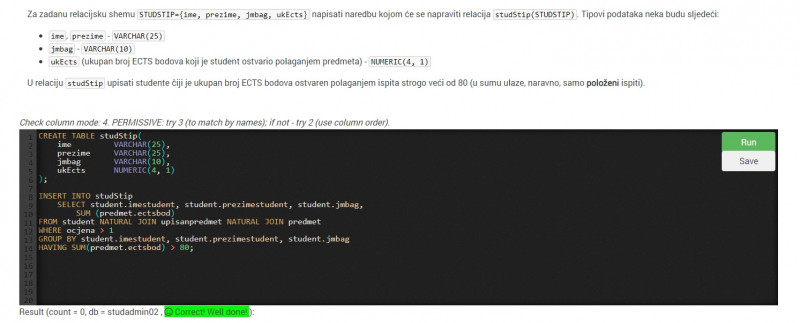 Za zadanu relacijsku shemu STUDSTIP={ime, prezime, jmbag, ukEcts} napisati naredbu kojom će se napraviti relacija studStip(STUDSTIP). Tipovi podataka neka budu sljedeći:
• ime, prezime - VARCHAR(25)
• jmbag - VARCHAR(10)
• ukEcts (ukupan broj ECTS bodova koji je student ostvario polaganjem predmeta) - NUMERIC(4, 1)
U relaciju studStip upisati studente čiji je ukupan broj ECTS bodova ostvaren polaganjem ispita strogo veći od 80 (u sumu ulaze, naravno, samo položeni ispiti).
Check column mode: 4. PERMISSIVE: try 3 (to match by names); if not - try 2 (use column order).
1 CREATE TABLE studStip(
2 ime VARCHAR(25),
3 prezime VARCHAR(25),
4 jmbag VARCHAR(10),
5 ukEcts NUMERIC(4, 1)
6 );
7
8 INSERT INTO studStip
9 SELECT student.imestudent, student.prezimestudent, student.jmbag,
10 SUM (predmet.ectsbod)
11 FROM student NATURAL JOIN upisanpredmet NATURAL JOIN predmet
12 WHERE ocjena > 1
13 GROUP BY student.imestudent, student.prezimestudent, student.jmbag
14 HAVING SUM(predmet.ectsbod) > 80;
15
16
17
18
19
20
Run
Save
Result (count = 0, db = studadmin02 , Correct! Well done! ):